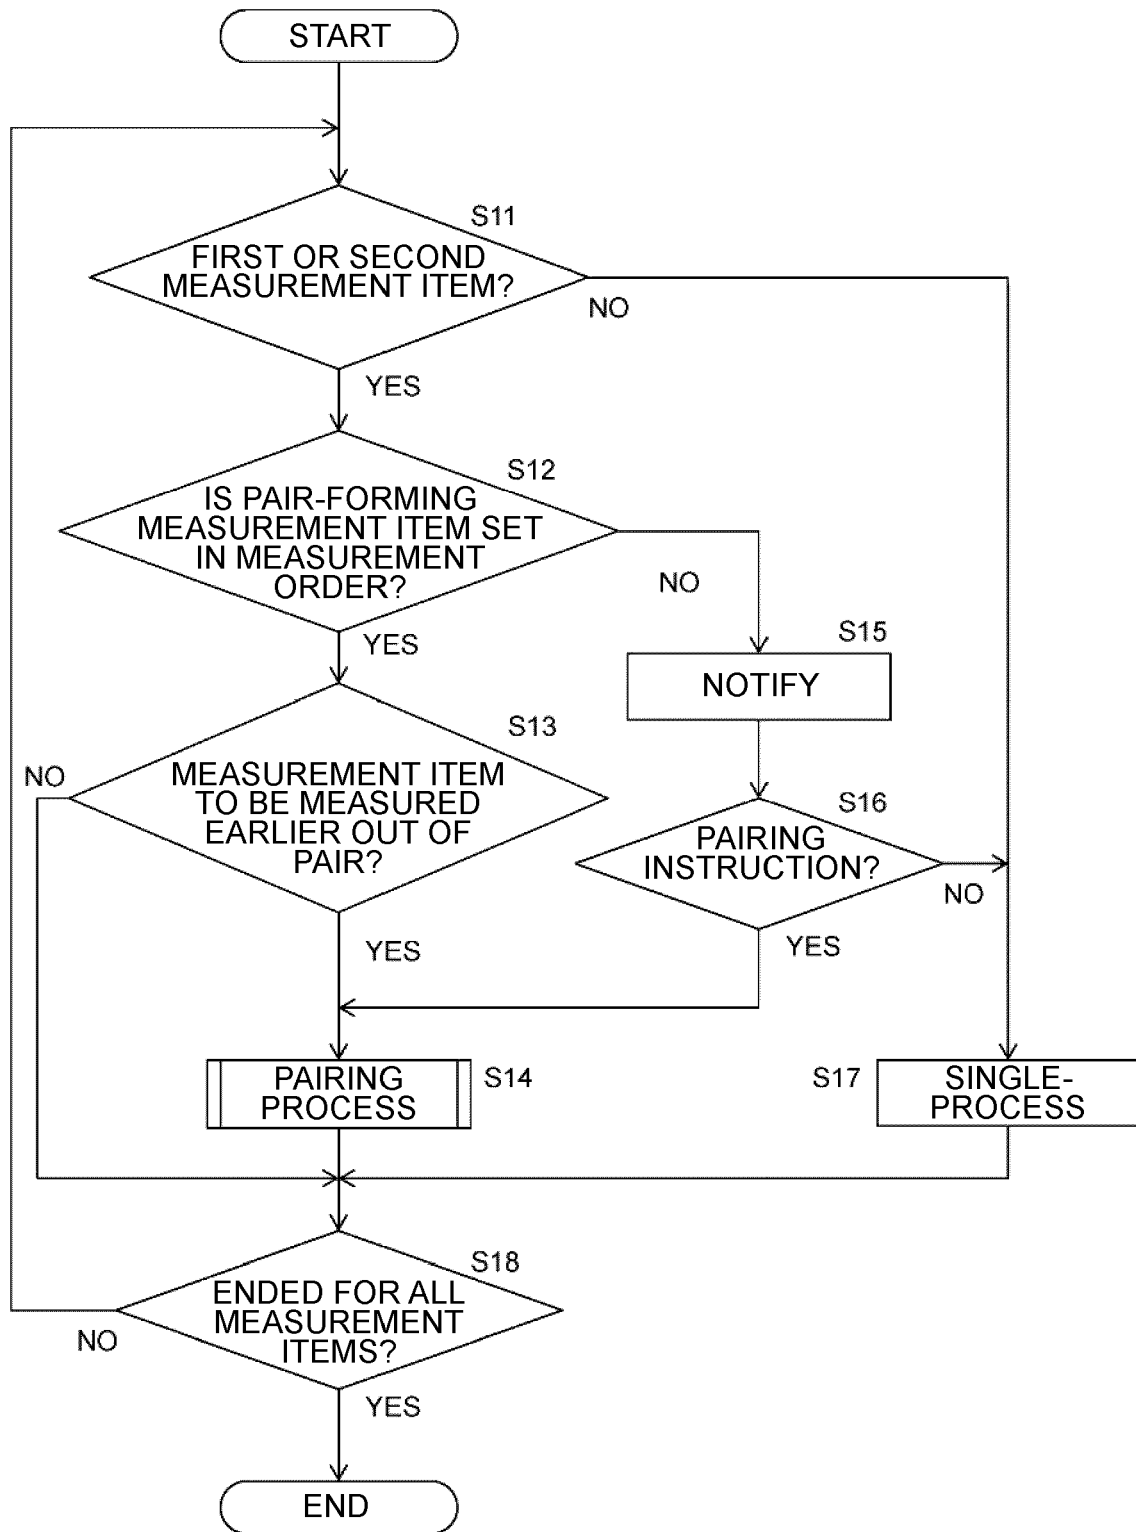 START
S11
FIRST OR SECOND
MEASUREMENT ITEM?
NO
YES
S12
IS PAIR-FORMING
MEASUREMENT ITEM SET
IN MEASUREMENT
ORDER?
NO
YES
S15
NOTIFY
S13
NO
MEASUREMENT ITEM
TO BE MEASURED
EARLIER OUT OF
PAIR?
S16
PAIRING
INSTRUCTION?
NO
YES
YES
PAIRING
PROCESS
S14
S17
SINGLE-
PROCESS
S18
ENDED FOR ALL
MEASUREMENT
ITEMS?
NO
YES
END